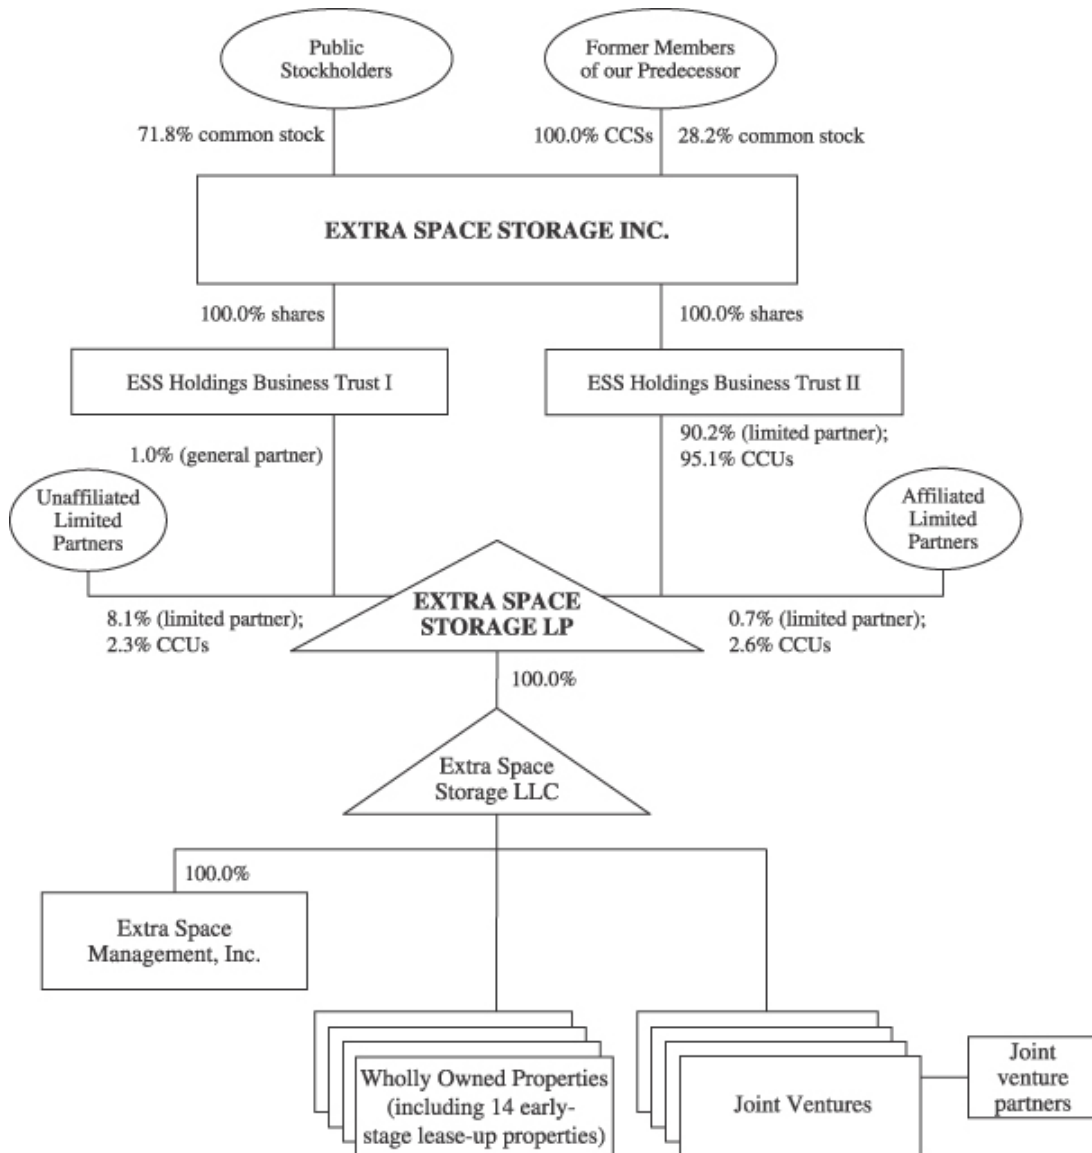 Public
Stockholders
Former Members
of our Predecessor
71.8% common stock
100.0% CCSs
28.2% common stock
EXTRA SPACE STORAGE INC.
100.0% shares
100.0% shares
ESS Holdings Business Trust I
ESS Holdings Business Trust II
1.0% (general partner)
90.2% (limited partner);
95.1% CCUs
Unaffiliated
Limited
Partners
Affiliated
Limited
Partners
EXTRA SPACE
STORAGE LP
8.1% (limited partner);
2.3% CCUs
0.7% (limited partner);
2.6% CCUs
100.0%
Extra Space
Storage LLC
100.0%
Extra Space
Management, Inc.
Wholly Owned Properties
(including 14 early-
stage lease-up properties)
Joint Ventures
Joint
venture
partners